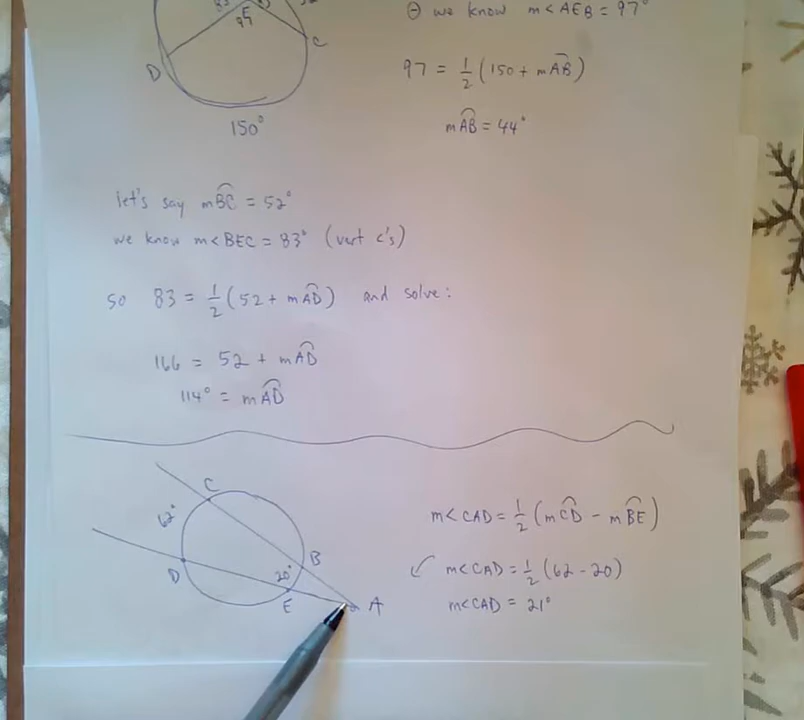 E
97
D
C
150°
⊖ we know m<AEB = 97°
97 = 1/2 (150 + mAB)
mAB = 44°
let's say mBC = 52°
we know m<BEC = 83° (vert <'s)
so 83 = 1/2 (52 + mAD) and solve:
166 = 52 + mAD
114° = mAD
C
62°
D
B
20°
E
A
m<CAD = 1/2 (mCD - mBE)
m<CAD = 1/2 (62 - 20)
m<CAD = 21°